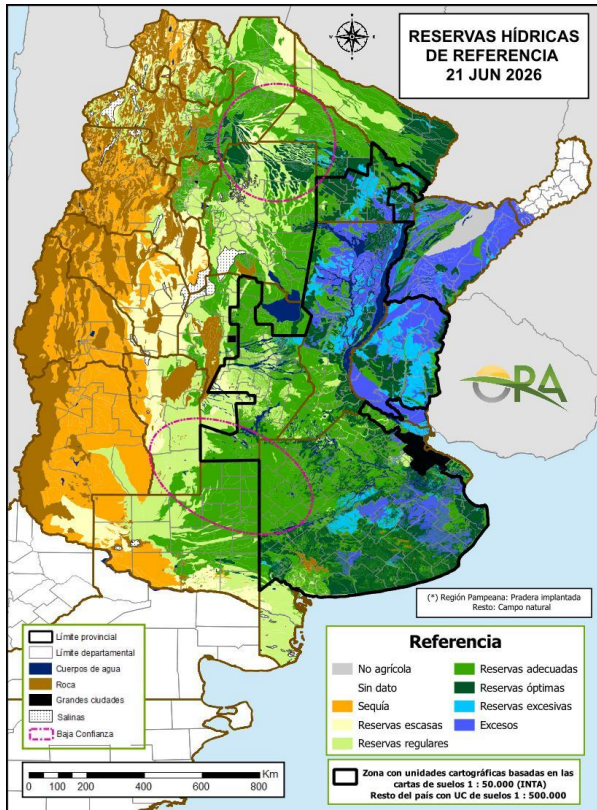 RESERVAS HÍDRICAS
DE REFERENCIA
21 JUN 2026
N
ORA
(*) Región Pampeana: Pradera implantada
Resto: Campo natural
Límite provincial
Límite departamental
Cuerpos de agua
Roca
Grandes ciudades
Salinas
Baja Confianza
Referencia
No agrícola
Sin dato
Sequía
Reservas escasas
Reservas regulares
Reservas adecuadas
Reservas óptimas
Reservas excesivas
Excesos
0 100 200 400 600 800 Km
Zona con unidades cartográficas basadas en las
cartas de suelos 1 : 50.000 (INTA)
Resto del país con UC de suelos 1 : 500.000